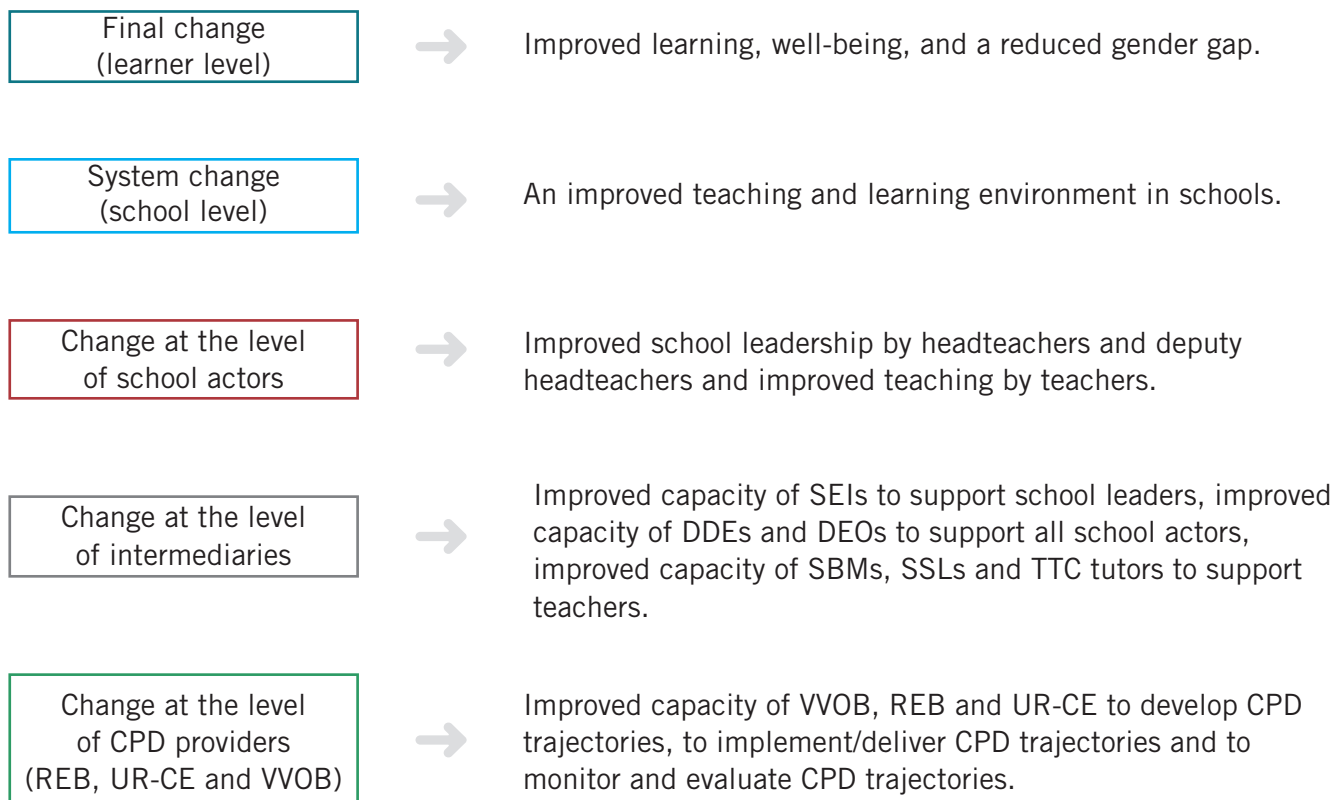 Final change
(learner level)
Improved learning, well-being, and a reduced gender gap.
System change
(school level)
An improved teaching and learning environment in schools.
Change at the level
of school actors
Improved school leadership by headteachers and deputy
headteachers and improved teaching by teachers.
Change at the level
of intermediaries
Improved capacity of SEIs to support school leaders, improved
capacity of DDEs and DEOs to support all school actors,
improved capacity of SBMs, SSLs and TTC tutors to support
teachers.
Change at the level
of CPD providers
(REB, UR-CE and VVOB)
Improved capacity of VVOB, REB and UR-CE to develop CPD
trajectories, to implement/deliver CPD trajectories and to
monitor and evaluate CPD trajectories.